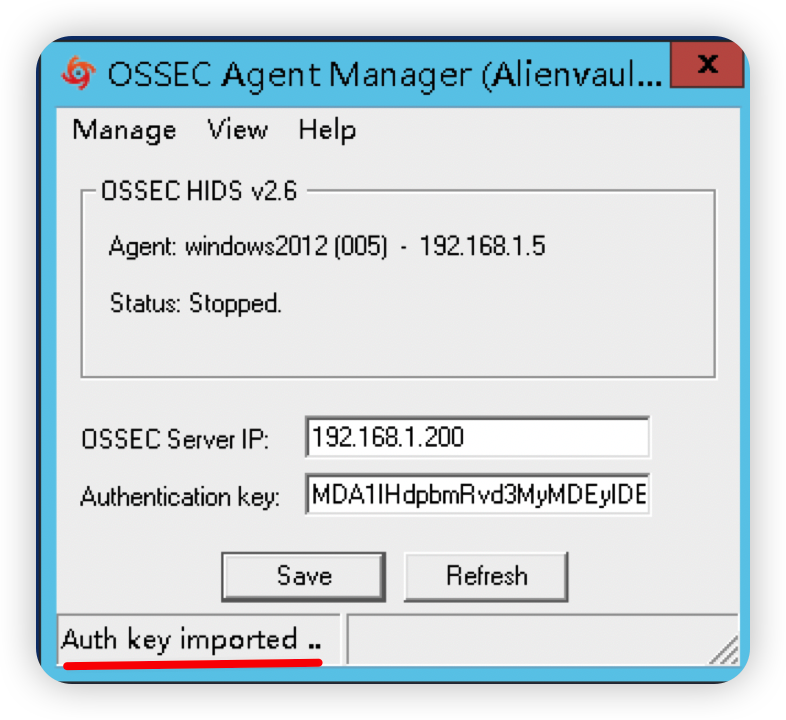 OSSEC Agent Manager (Alienvaul...
x
Manage View Help
OSSEC HIDS v2.6
Agent: windows2012 (005) - 192.168.1.5
Status: Stopped.
OSSEC Server IP: 192.168.1.200
Authentication key: MDA1IHdpbmRvd3MyMDEyIDE
Save Refresh
Auth key imported ..